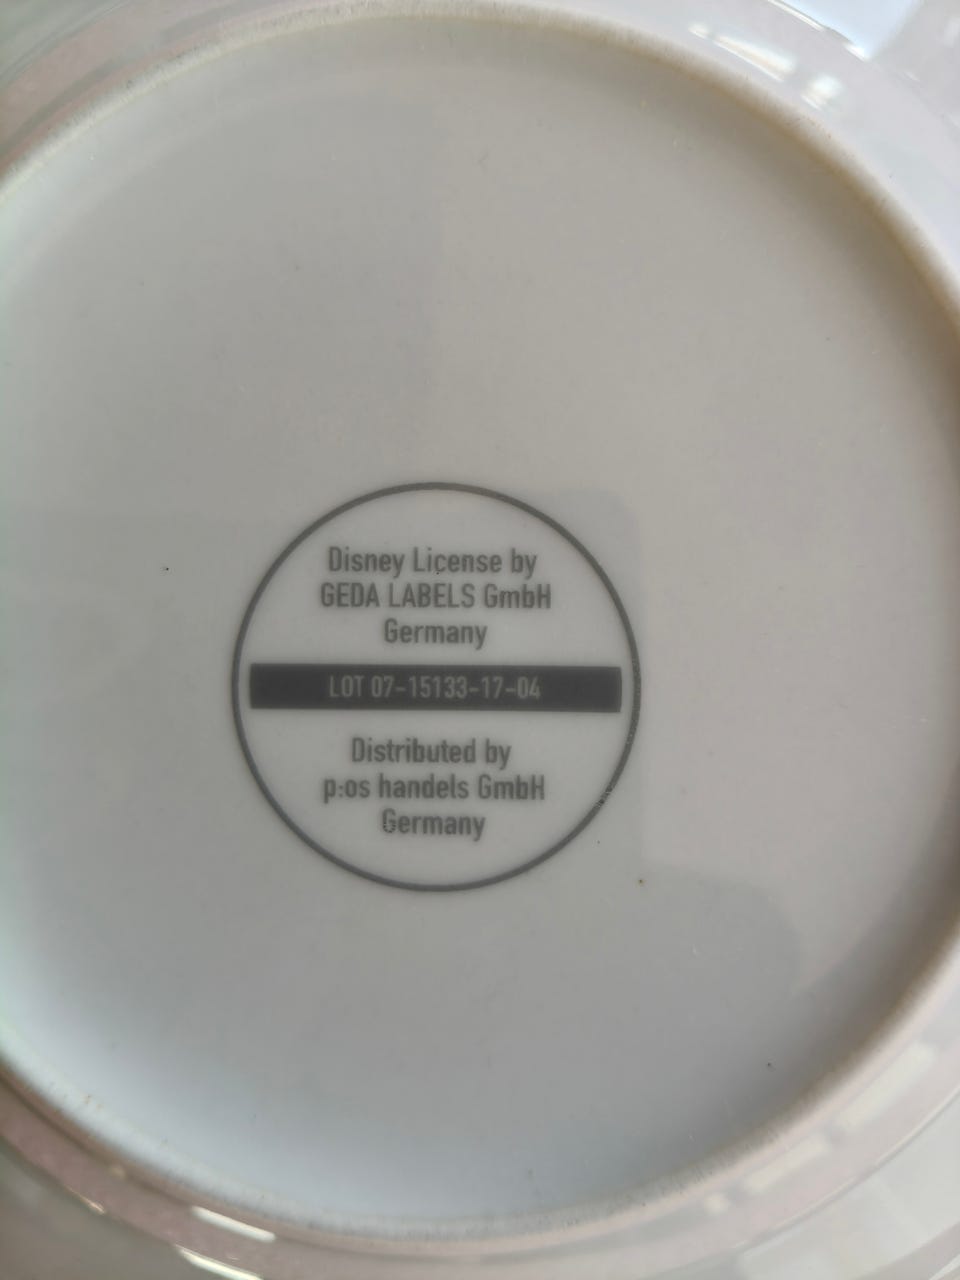 Disney License by
GEDA LABELS GmbH
Germany
LOT 07-15133-17-04
Distributed by
p:os handels GmbH
Germany